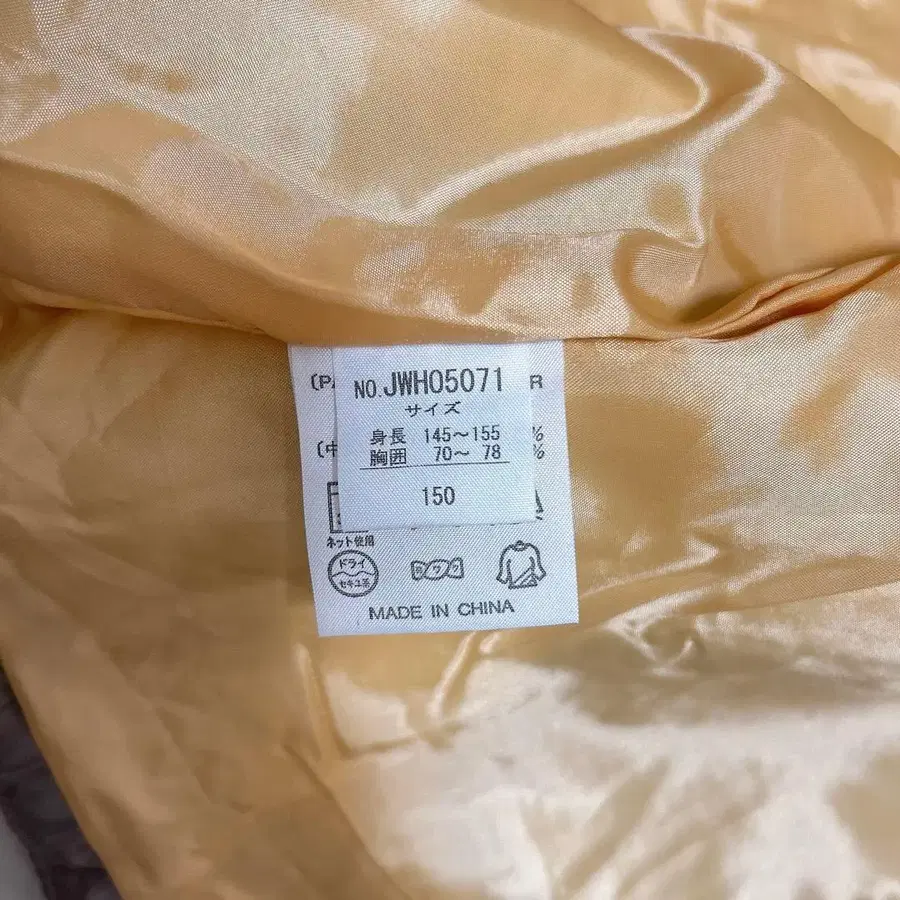 NO.JWH05071
サイズ
身長 145～155
胸囲 70～ 78
150
ネット使用
ドライ
セキユ系
MADE IN CHINA